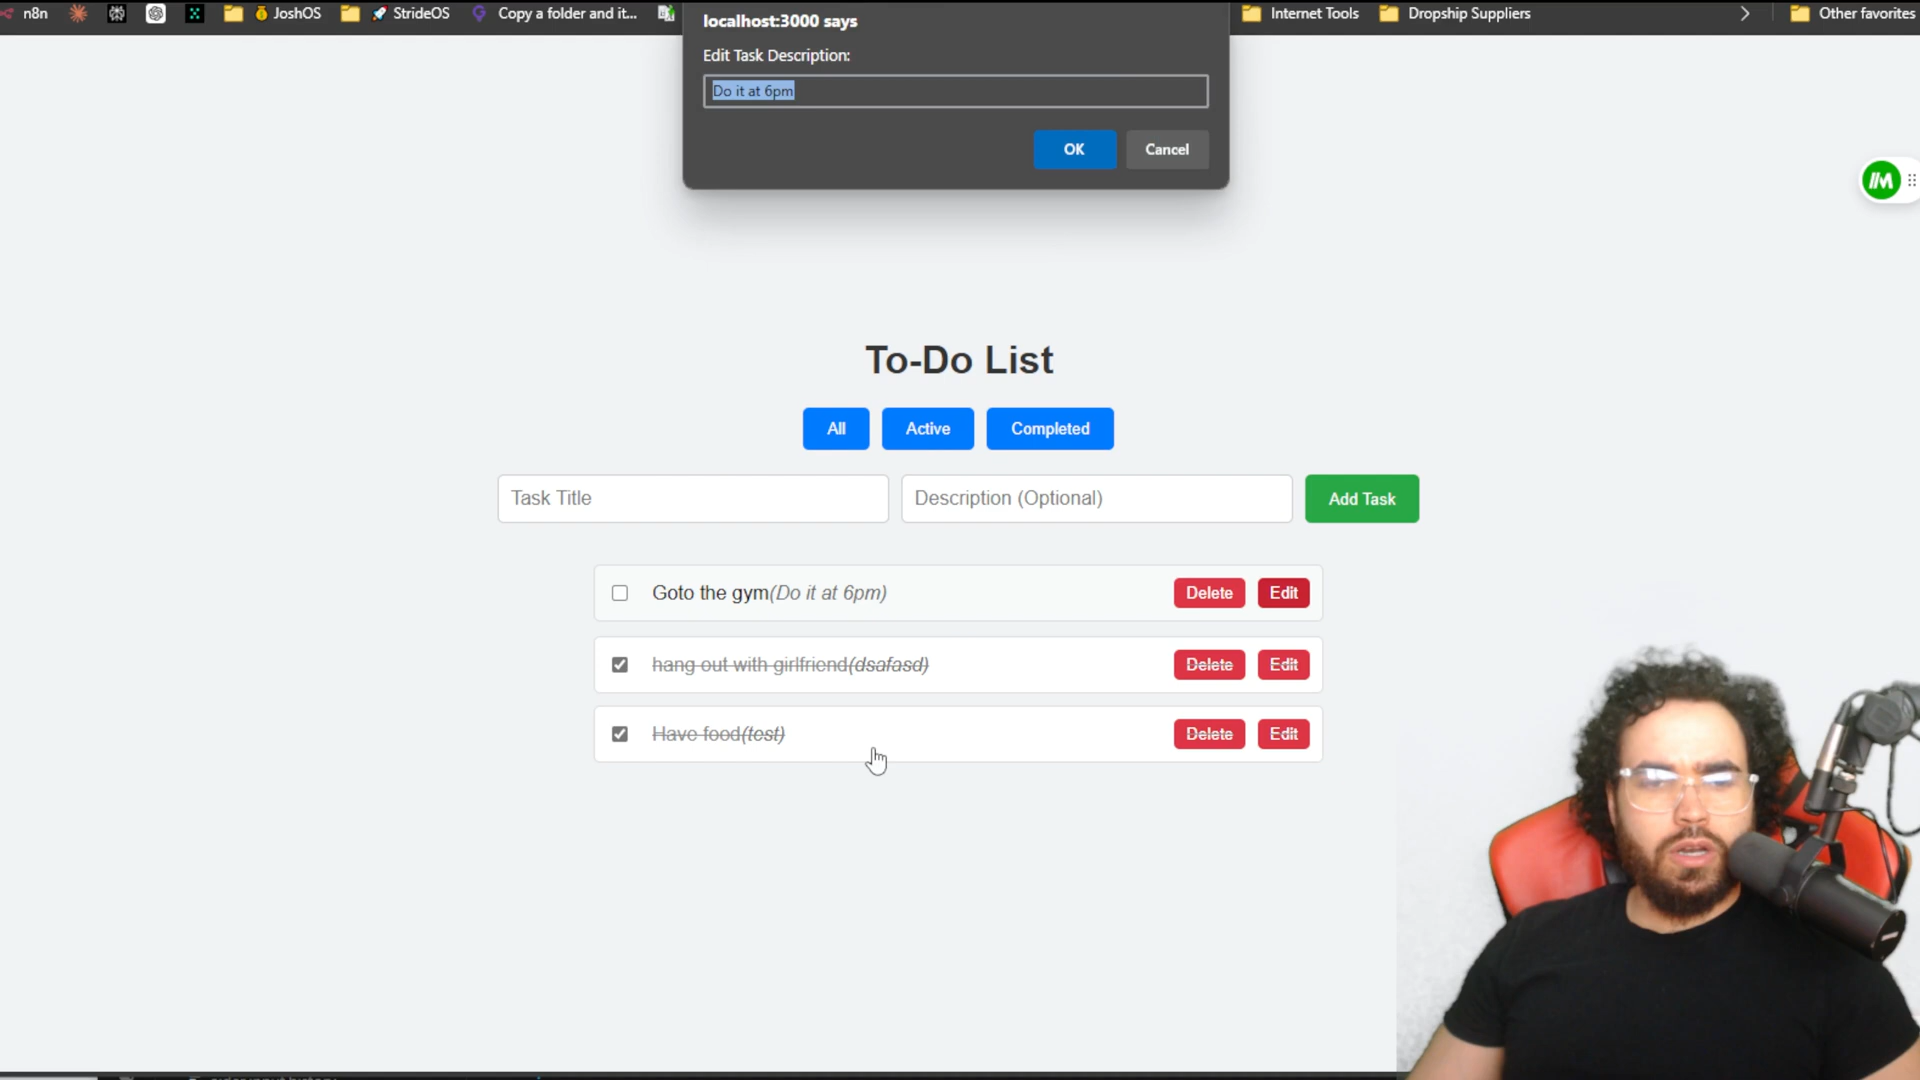 n8n JoshOS StrideOS Copy a folder and it... Internet Tools Dropship Suppliers Other favorites
localhost:3000 says
Edit Task Description:
Do it at 6pm
OK Cancel
To-Do List
All Active Completed
Task Title Description (Optional) Add Task
Goto the gym(Do it at 6pm) Delete Edit
hang out with girlfriend(dsafasd) Delete Edit
Have food(test) Delete Edit